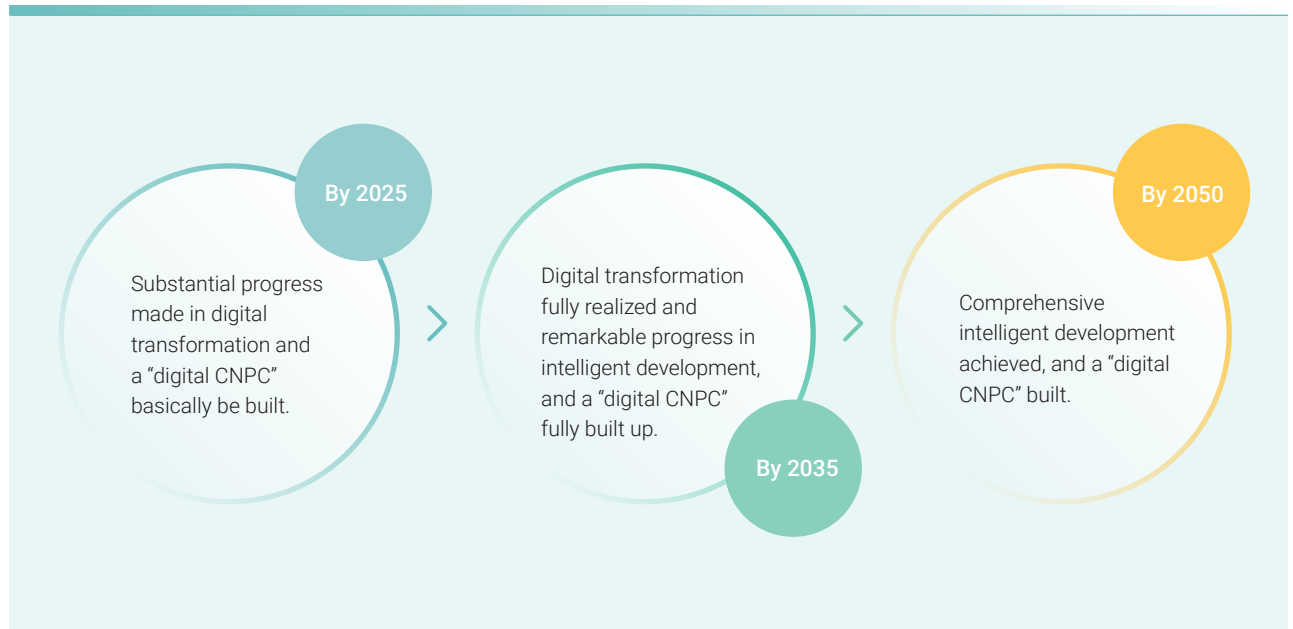 By 2025
Substantial progress
made in digital
transformation and
a “digital CNPC”
basically be built.
Digital transformation
fully realized and
remarkable progress in
intelligent development,
and a “digital CNPC”
fully built up.
By 2035
By 2050
Comprehensive
intelligent development
achieved, and a “digital
CNPC” built.